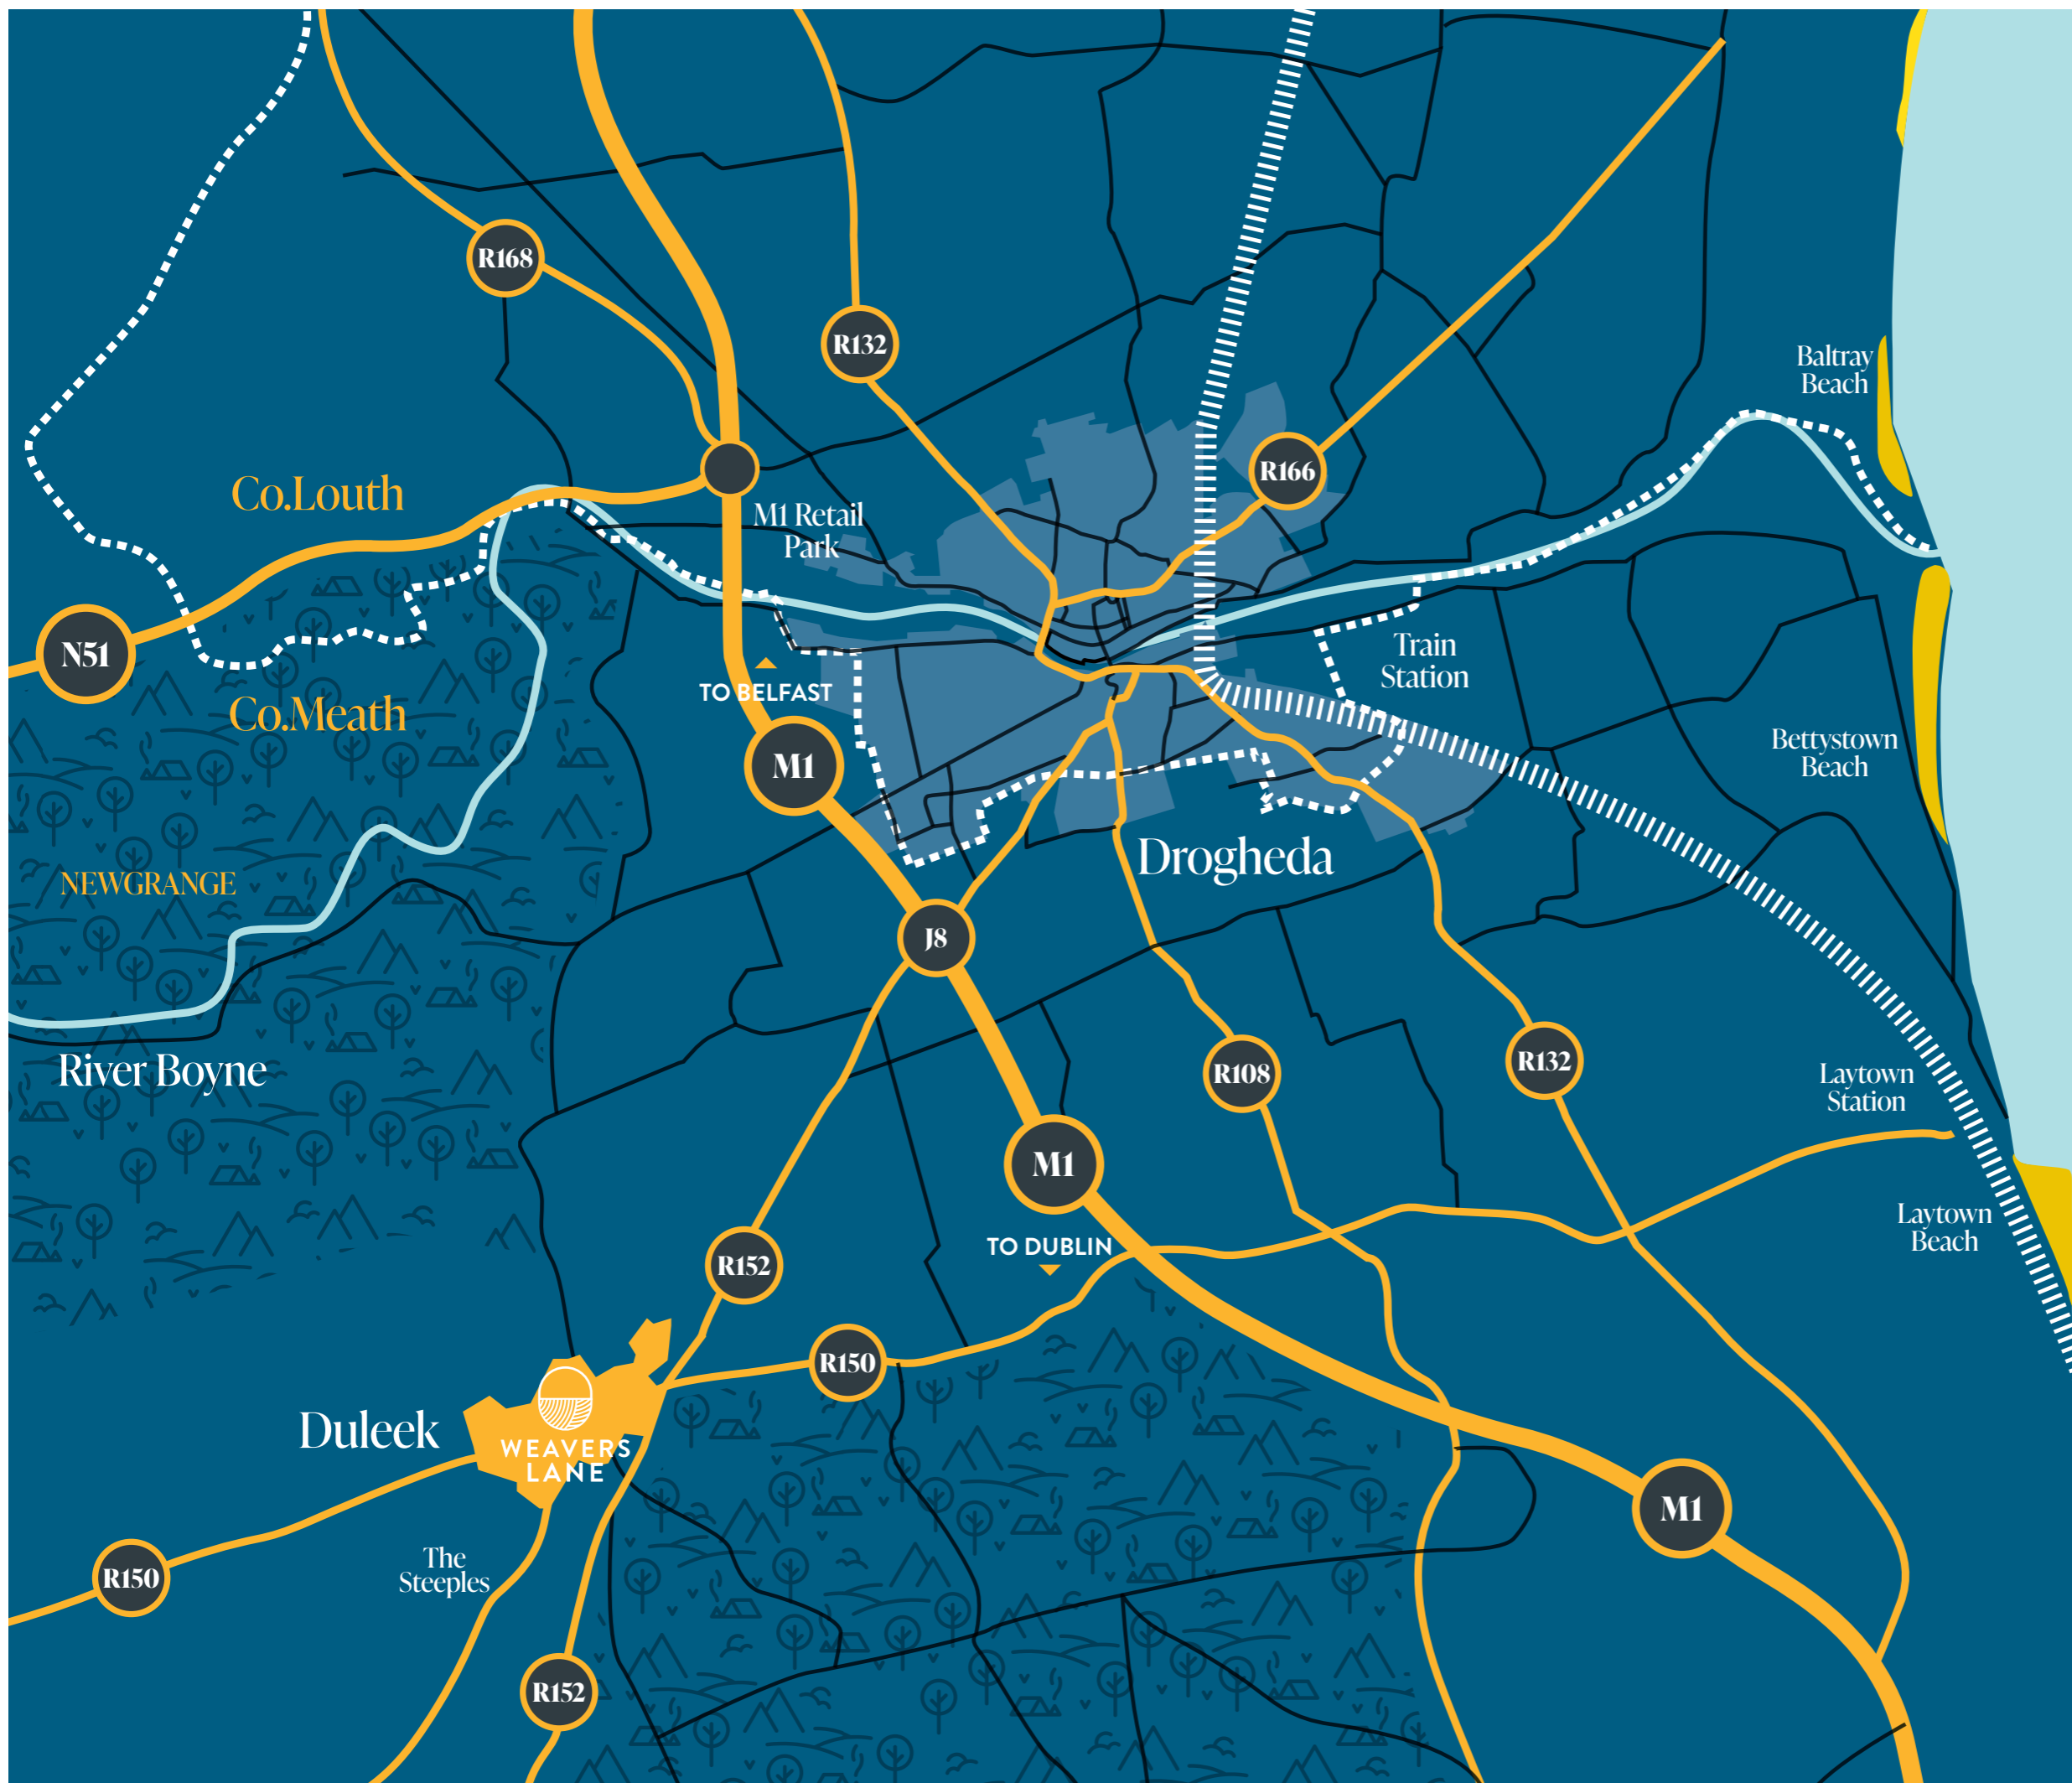 R168
R132
Baltray
Beach
R166
Co.Louth
M1 Retail
Park
N51
Train
Station
TO BELFAST
Co.Meath
M1
Bettystown
Beach
Drogheda
NEWGRANGE
J8
River Boyne
R108
R132
Laytown
Station
M1
Laytown
Beach
TO DUBLIN
R152
R150
Duleek
WEAVERS
LANE
M1
The
Steeples
R150
R152